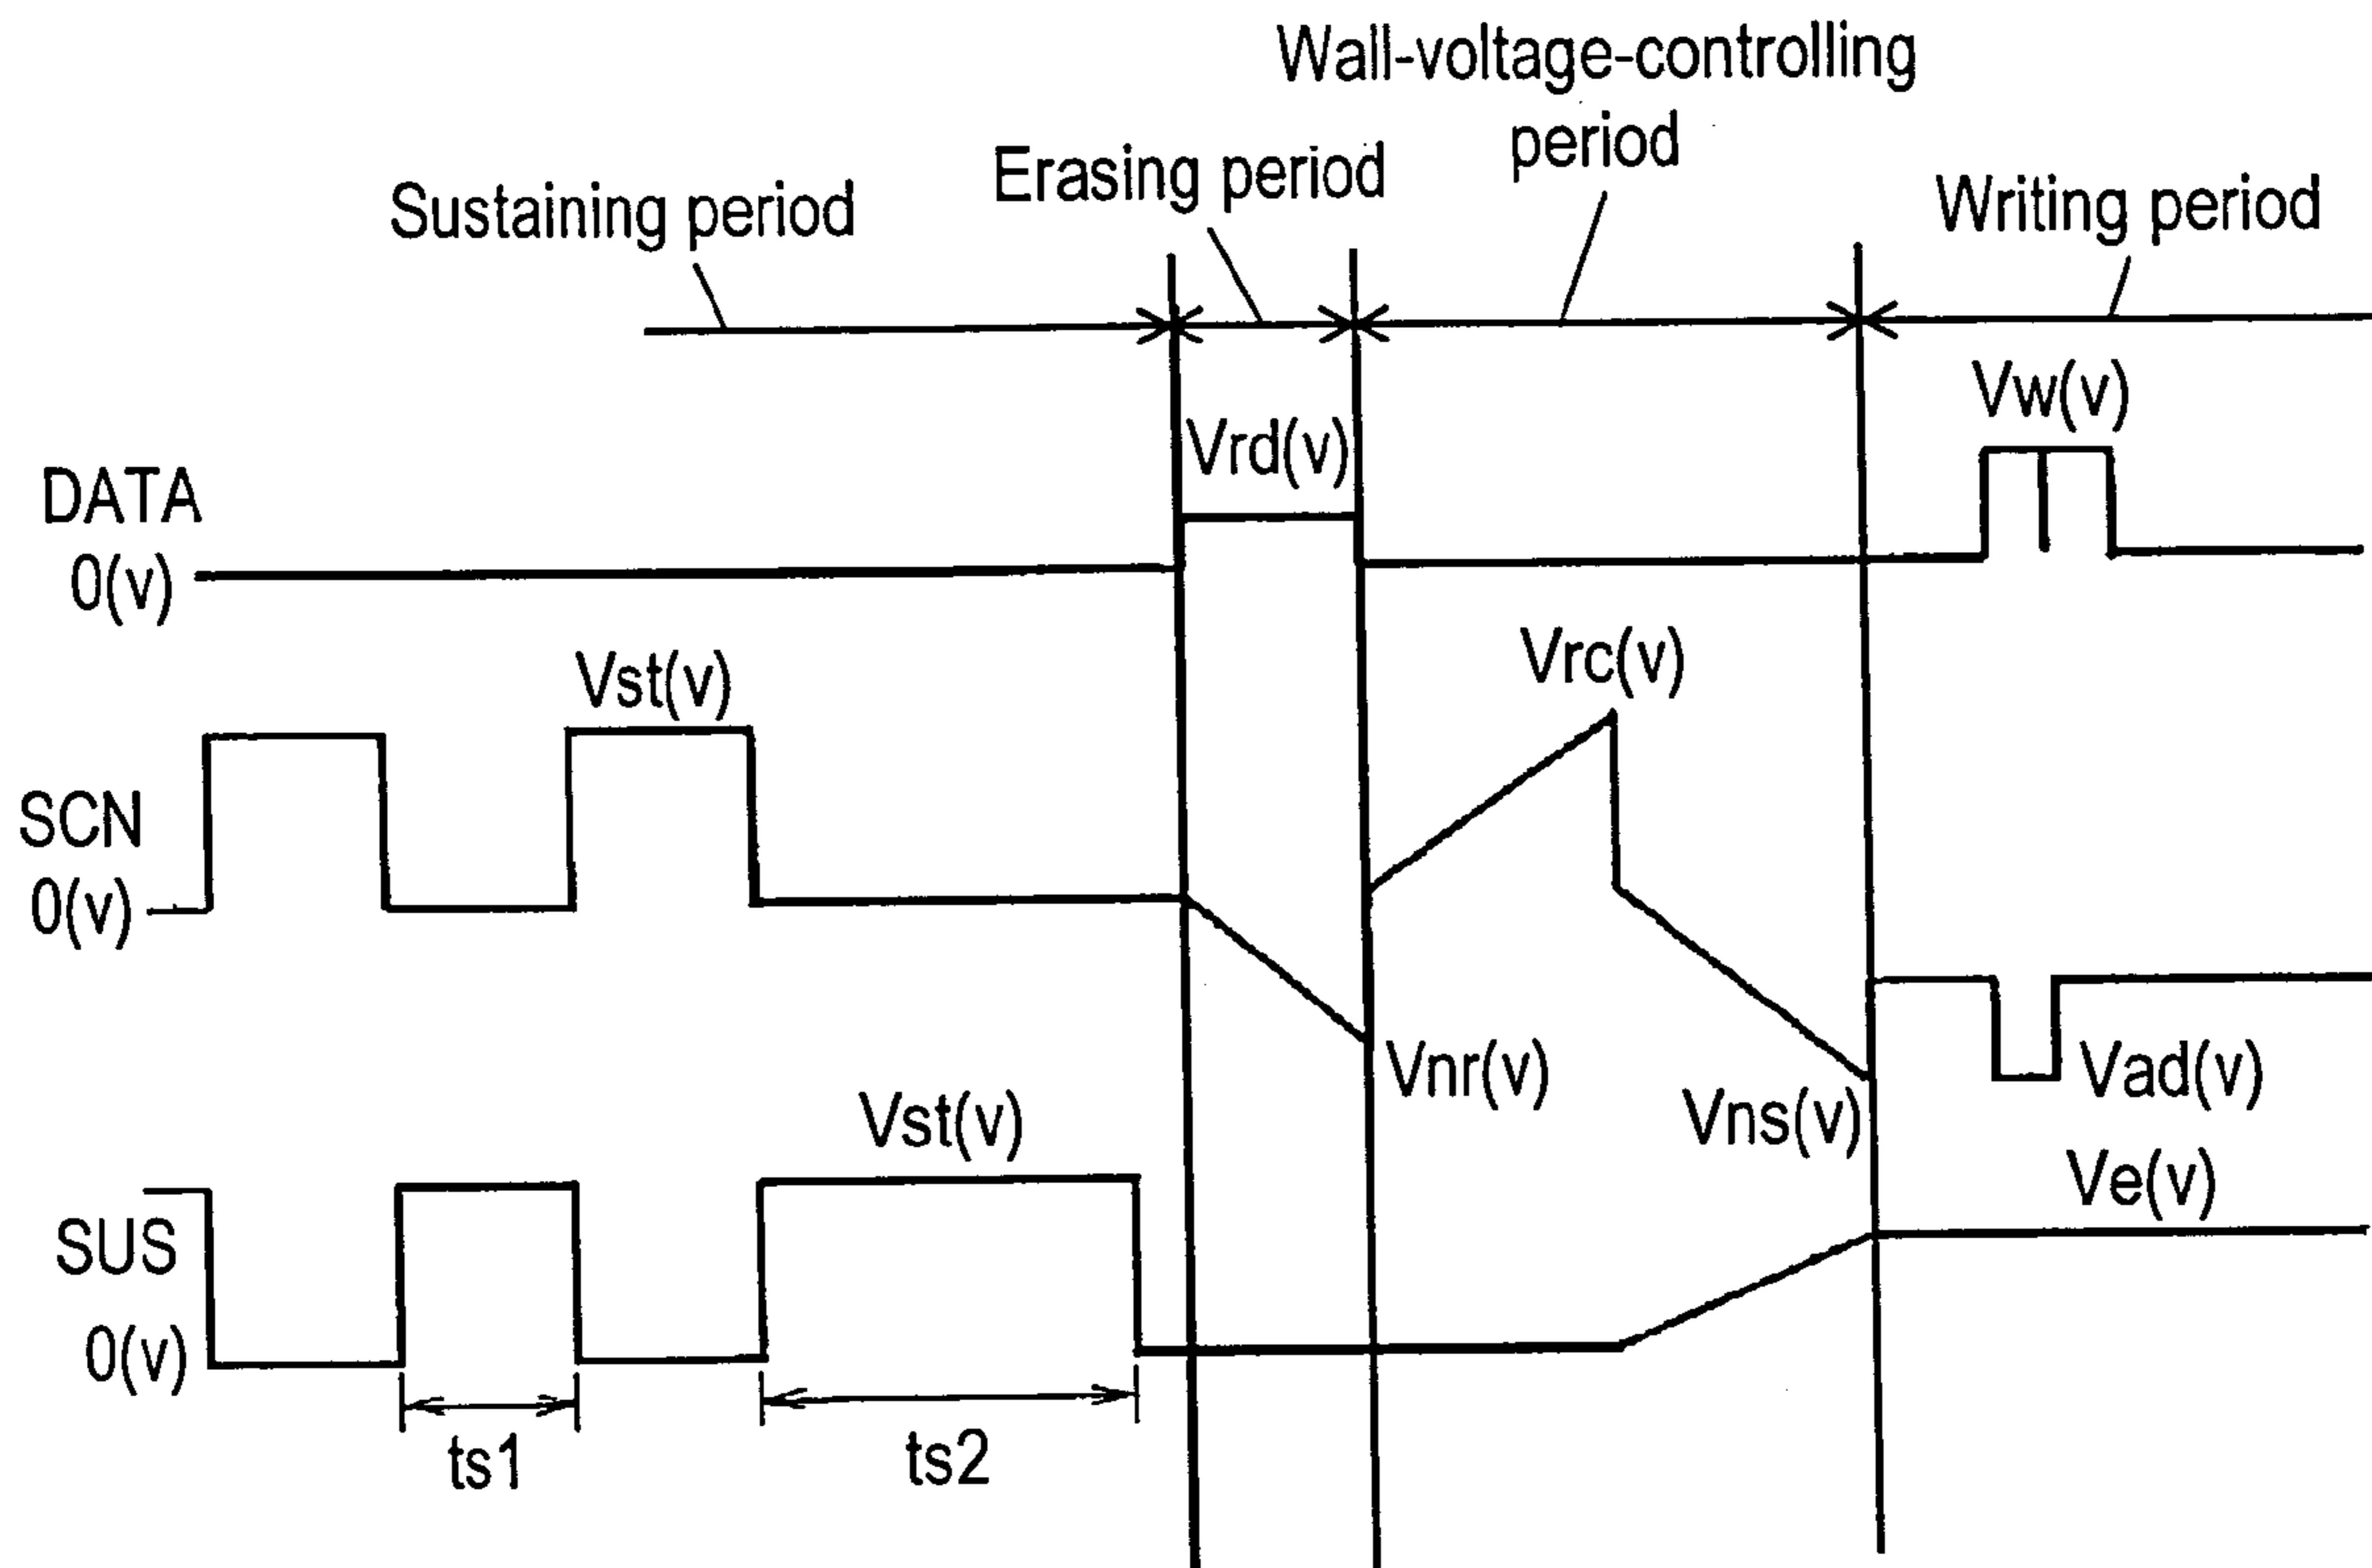 Wall-voltage-controlling
period
Erasing period
Sustaining period
Writing period
Vw(v)
Vrd(v)
DATA
0(v)
Vrc(v)
Vst(v)
SCN
0(v)
Vnr(v)
Vad(v)
Vns(v)
Vst(v)
Ve(v)
SUS
0(v)
ts1
ts2